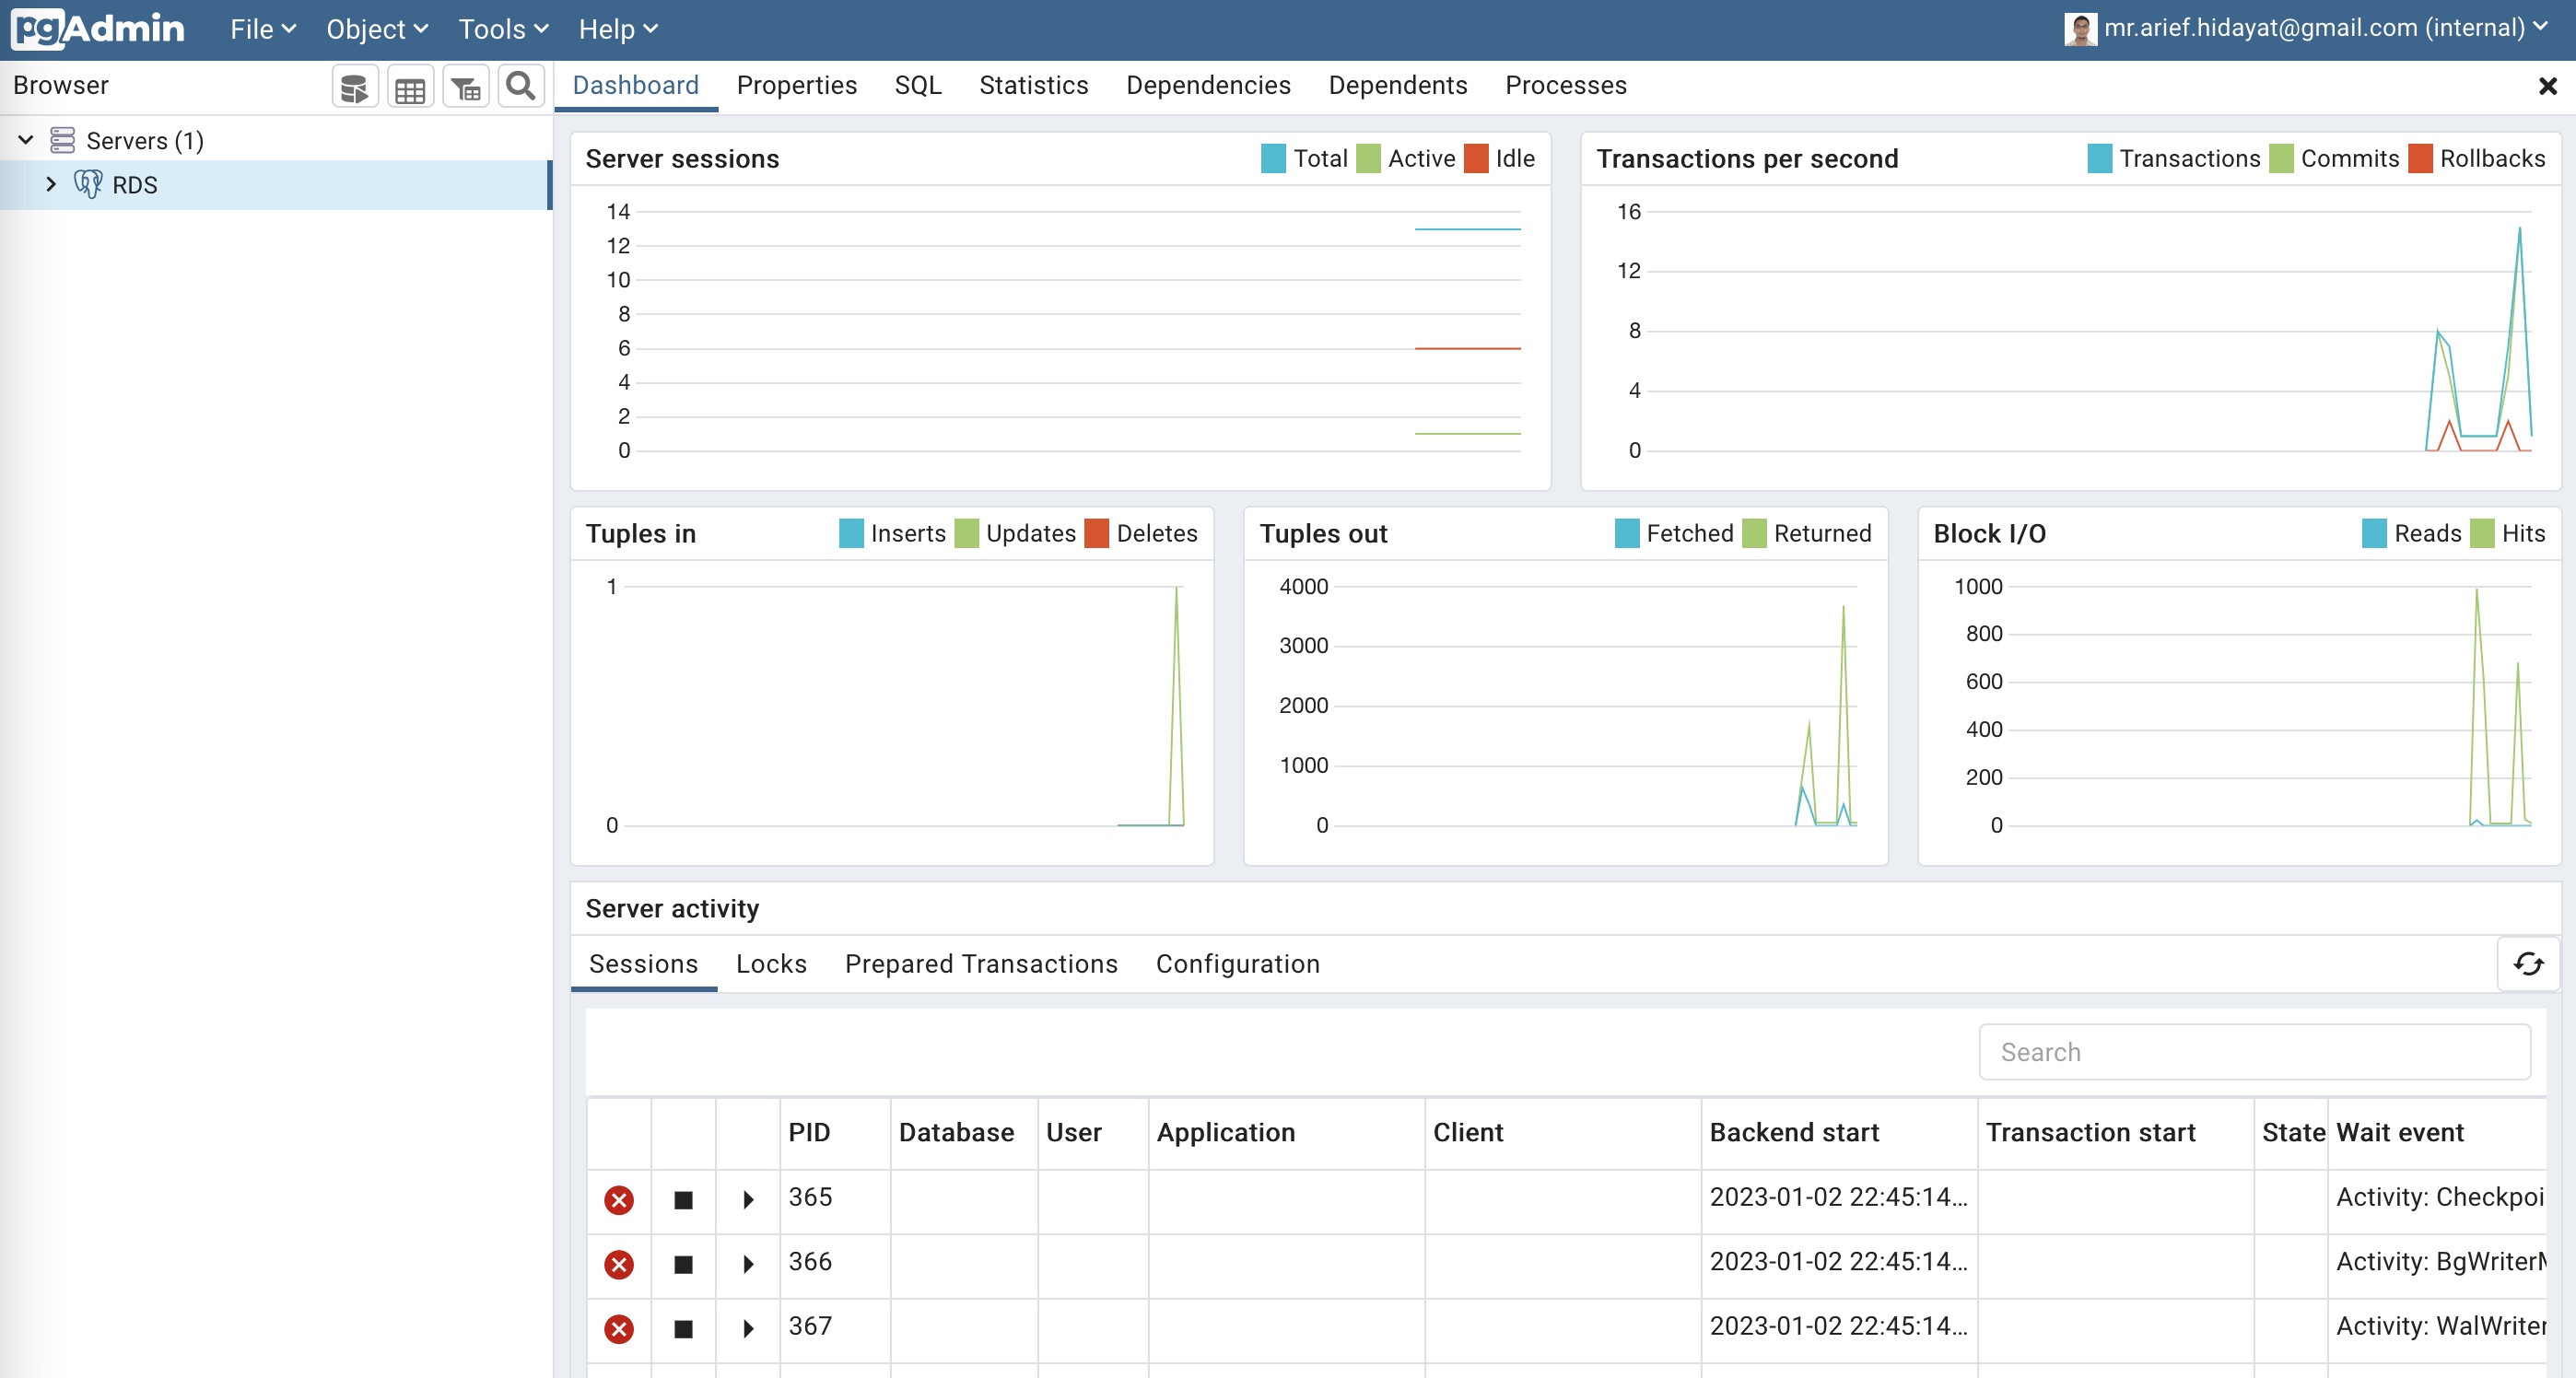 pgAdmin File Object Tools Help mr.arief.hidayat@gmail.com (internal)
Browser Dashboard Properties SQL Statistics Dependencies Dependents Processes
Servers (1)
RDS
Server sessions Total Active Idle
14
12
10
8
6
4
2
0
Transactions per second Transactions Commits Rollbacks
16
12
8
4
0
Tuples in Inserts Updates Deletes
1
0
Tuples out Fetched Returned
4000
3000
2000
1000
0
Block I/O Reads Hits
1000
800
600
400
200
0
Server activity
Sessions Locks Prepared Transactions Configuration
Search
PID Database User Application Client Backend start Transaction start State Wait event
365 2023-01-02 22:45:14... Activity: Checkpoi
366 2023-01-02 22:45:14... Activity: BgWriterM
367 2023-01-02 22:45:14... Activity: WalWriter